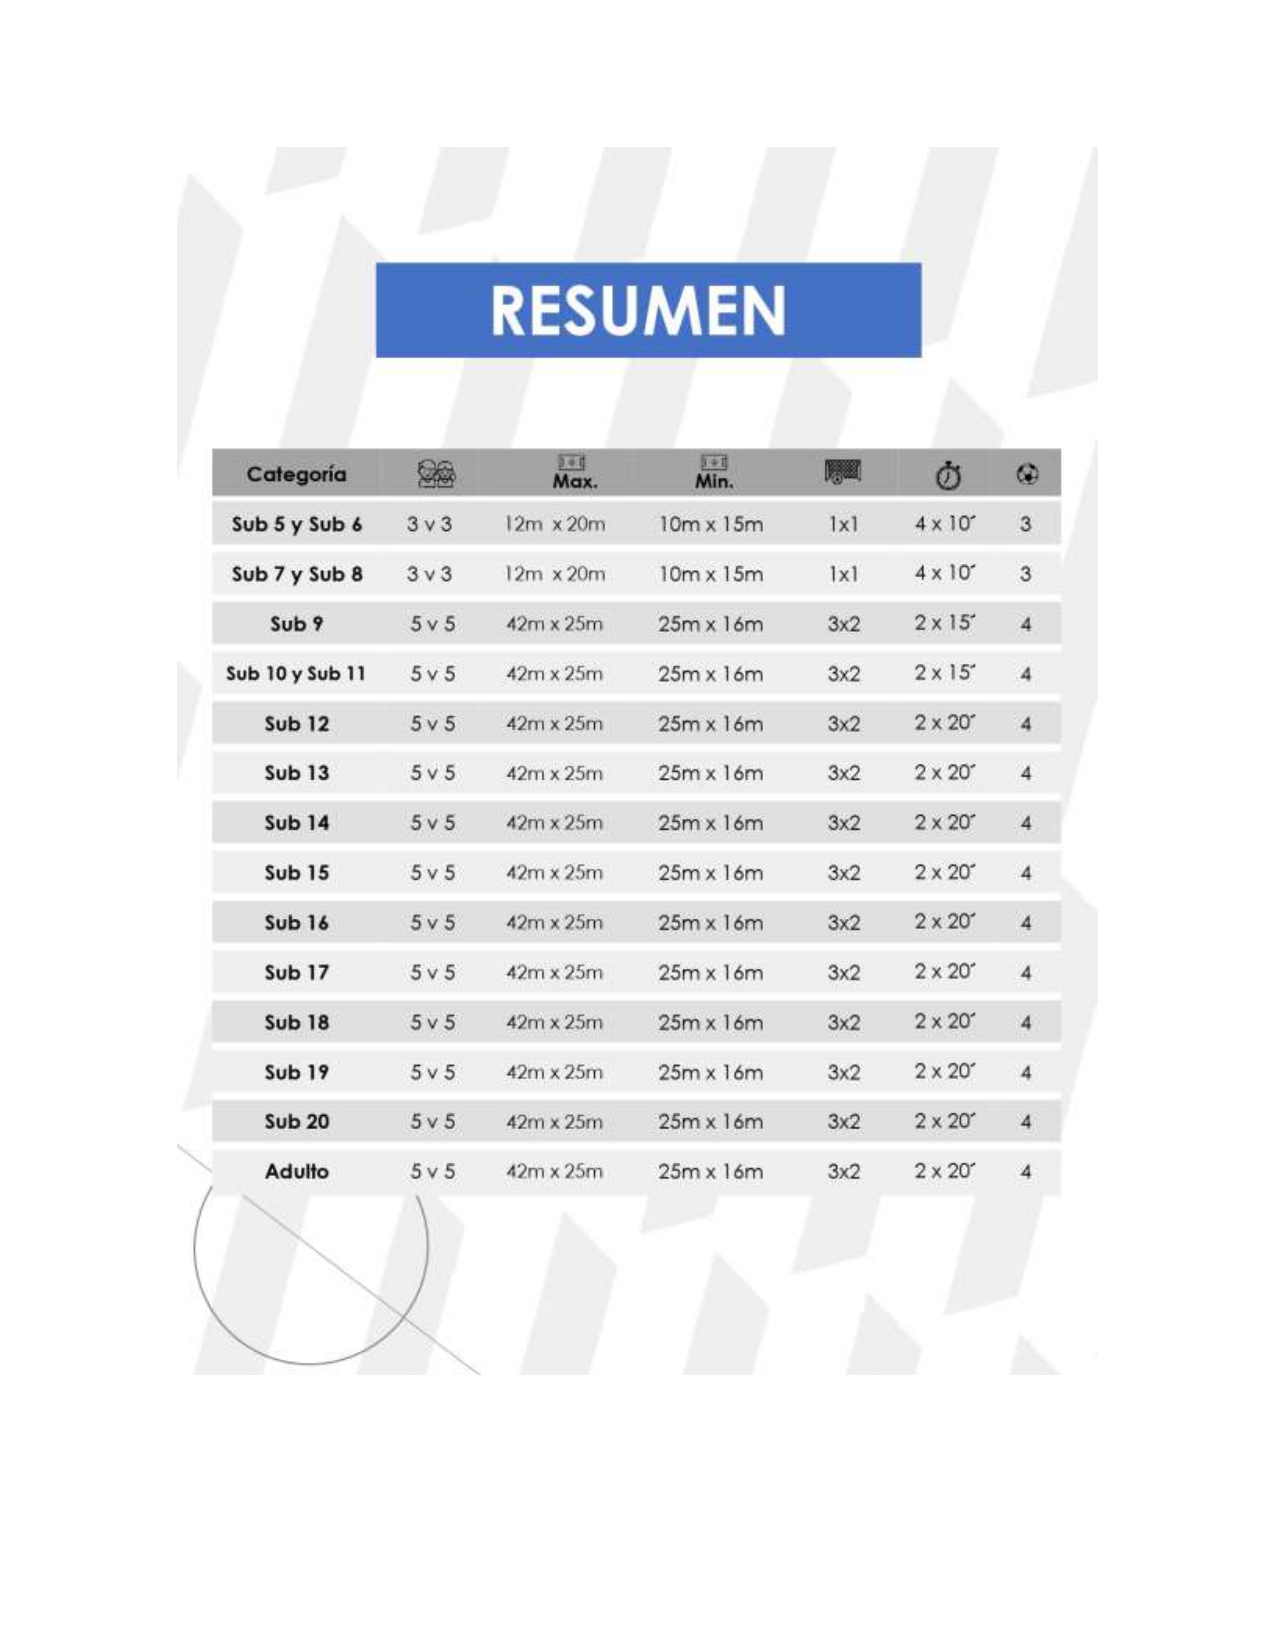 RESUMEN
Categoría Max. Min.
Sub 5 y Sub 6 3 v 3 12m x 20m 10m x 15m 1x1 4 x 10´ 3
Sub 7 y Sub 8 3 v 3 12m x 20m 10m x 15m 1x1 4 x 10´ 3
Sub 9 5 v 5 42m x 25m 25m x 16m 3x2 2 x 15´ 4
Sub 10 y Sub 11 5 v 5 42m x 25m 25m x 16m 3x2 2 x 15´ 4
Sub 12 5 v 5 42m x 25m 25m x 16m 3x2 2 x 20´ 4
Sub 13 5 v 5 42m x 25m 25m x 16m 3x2 2 x 20´ 4
Sub 14 5 v 5 42m x 25m 25m x 16m 3x2 2 x 20´ 4
Sub 15 5 v 5 42m x 25m 25m x 16m 3x2 2 x 20´ 4
Sub 16 5 v 5 42m x 25m 25m x 16m 3x2 2 x 20´ 4
Sub 17 5 v 5 42m x 25m 25m x 16m 3x2 2 x 20´ 4
Sub 18 5 v 5 42m x 25m 25m x 16m 3x2 2 x 20´ 4
Sub 19 5 v 5 42m x 25m 25m x 16m 3x2 2 x 20´ 4
Sub 20 5 v 5 42m x 25m 25m x 16m 3x2 2 x 20´ 4
Adulto 5 v 5 42m x 25m 25m x 16m 3x2 2 x 20´ 4